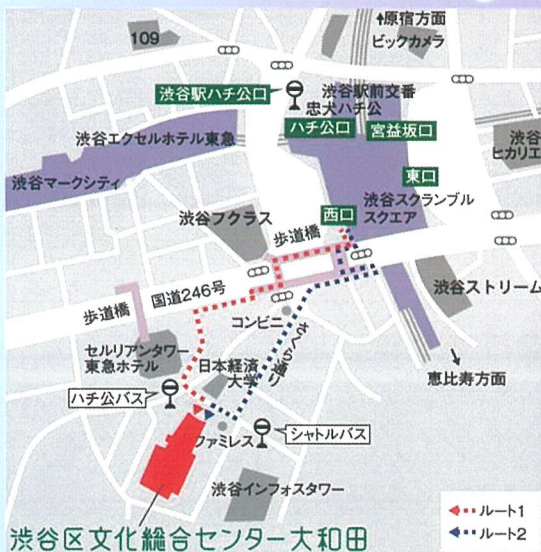 ↑原宿方面
109
ビックカメラ
渋谷駅ハチ公口
渋谷駅前交番
忠犬ハチ公
ハチ公口
宮益坂口
渋谷エクセルホテル東急
渋谷
ヒカリエ
東口
渋谷マークシティ
渋谷スクランブル
スクエア
西口
渋谷フクラス
歩道橋
国道246号
渋谷ストリーム
歩道橋
コンビニ
さくら通り
セルリアンタワー
東急ホテル
日本経済
大学
恵比寿方面
ハチ公バス
ファミレス
シャトルバス
渋谷インフォスタワー
ルート1
渋谷区文化総合センター大和田
ルート2